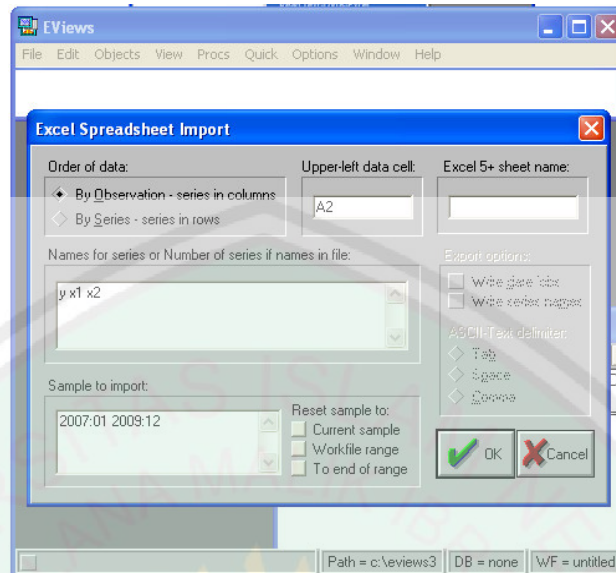 EViews
File Edit Objects View Procs Quick Options Window Help
Excel Spreadsheet Import
Order of data:
By Observation - series in columns
By Series - series in rows
Upper-left data cell:
A2
Excel 5+ sheet name:
Names for series or Number of series if names in file:
y x1 x2
Export options:
Write date/obs
Write series names
ASCII-Text delimiter:
Tab
Space
Comma
Sample to import:
2007:01 2009:12
Reset sample to:
Current sample
Workfile range
To end of range
OK
Cancel
Path = c:\eviews3 DB = none WF = untitled